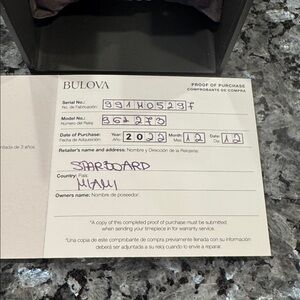 BULOVA
PROOF OF PURCHASE
COMPROBANTE DE COMPRA
Serial No.:
No. de Fabricación:
Model No.:
Número del Reloj
Date of Purchase:
Fecha de Adquisición:
Year: Año: 2022 Month: Mes: 12 Day: Día: 12
Retailer's name and address: Nombre y Dirección de la Relojería:
STARBOARD
Country: País:
MIAMI
Owners name: Nombre de poseedor:
*A copy of this completed proof of purchase must be submitted
when sending your timepiece in for warranty service.
*Una copia de este comprobante de compra previamente llenada con su información
deberá ser adjuntada a su reloj cuando lo envíe a reparar.